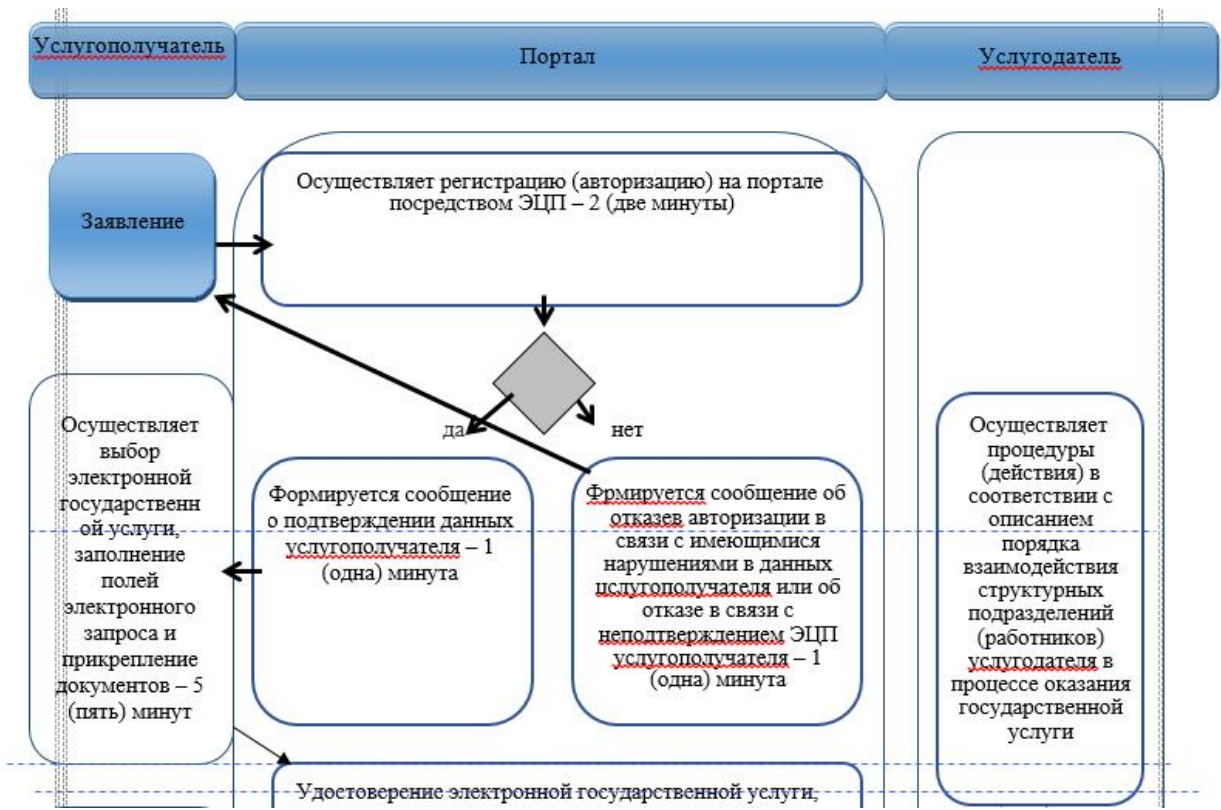 Услугополучатель
Портал
Услугодатель
Заявление
Осуществляет регистрацию (авторизацию) на портале
посредством ЭЦП – 2 (две минуты)
да
нет
Осуществляет
выбор
электронной
государственн
ой услуги,
заполнение
полей
электронного
запроса и
прикрепление
документов – 5
(пять) минут
Формируется сообщение
о подтверждении данных
услугополучателя – 1
(одна) минута
Фрмируется сообщение об
отказев авторизации в
связи с имеющимися
нарушениями в данных
ислугополучателя или об
отказе в связи с
неподтверждением ЭЦП
услугополучателя – 1
(одна) минута
Осуществляет
процедуры
(действия) в
соответствии с
описанием
порядка
взаимодействия
структурных
подразделений
(работников)
услугодателя в
процессе оказания
государственной
услуги
Удостоверение электронной государственной услуги,